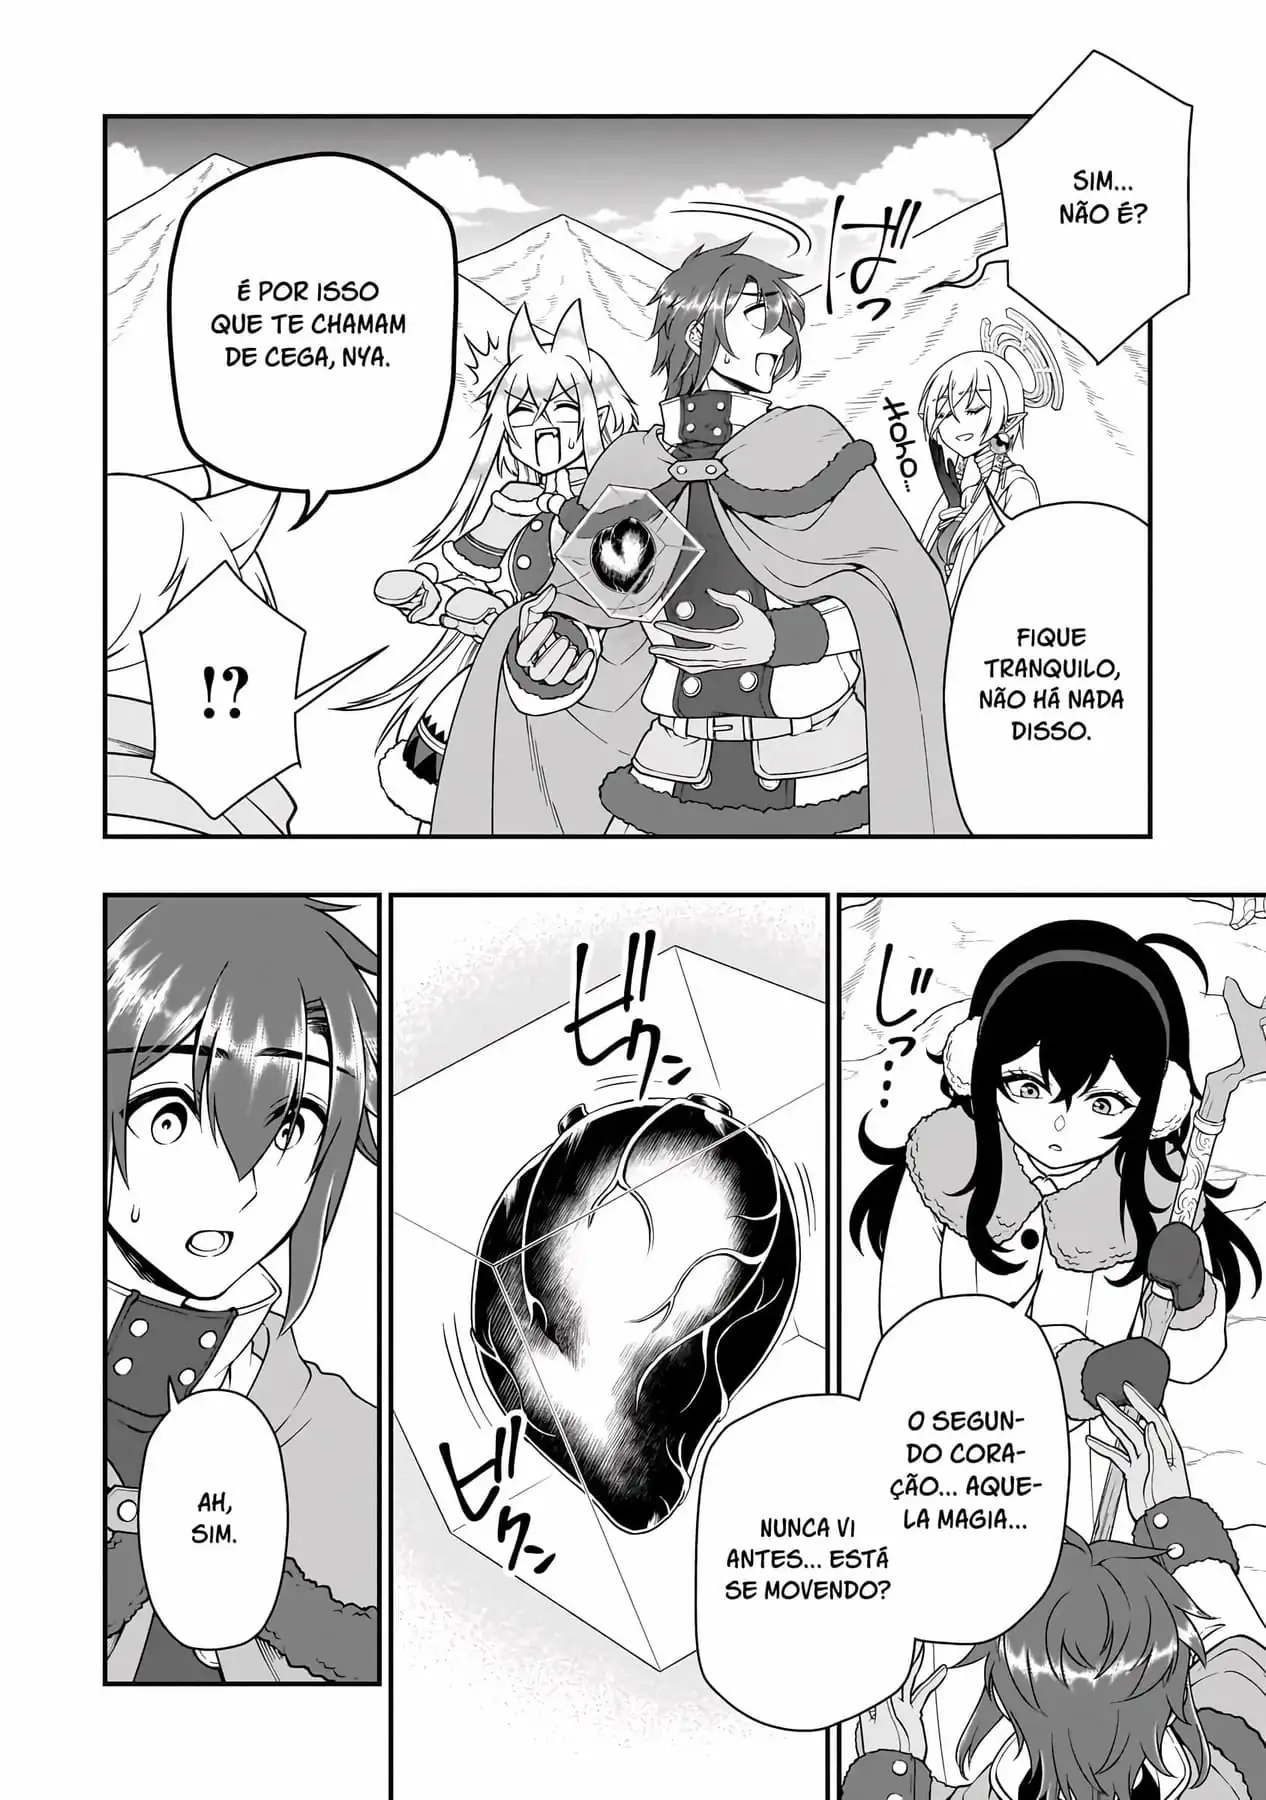 SIM...
NÃO É?
ばっ
FIQUE
TRANQUILO,
NÃO HÁ NADA
DISSO.
HOHO...
É POR ISSO
QUE TE CHAMAM
DE CEGA, NYA.
!?
じっ...
O SEGUN-
DO CORA-
ÇÃO... AQUE-
LA MAGIA...
NUNCA VI
ANTES... ESTÁ
SE MOVENDO?
ビクン
ビクン
AH,
SIM.